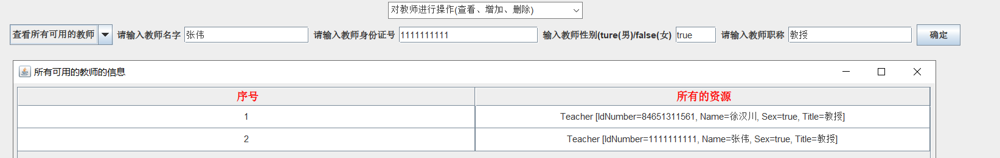 对教师进行操作(查看、增加、删除)
查看所有可用的教师 请输入教师名字 张伟 请输入教师身份证号 1111111111 输入教师性别(ture(男)/false(女) true 请输入教师职称 教授 确定
所有可用的教师的信息
序号 所有的资源
1 Teacher [IdNumber=84651311561, Name=徐汉川, Sex=true, Title=教授]
2 Teacher [IdNumber=1111111111, Name=张伟, Sex=true, Title=教授]